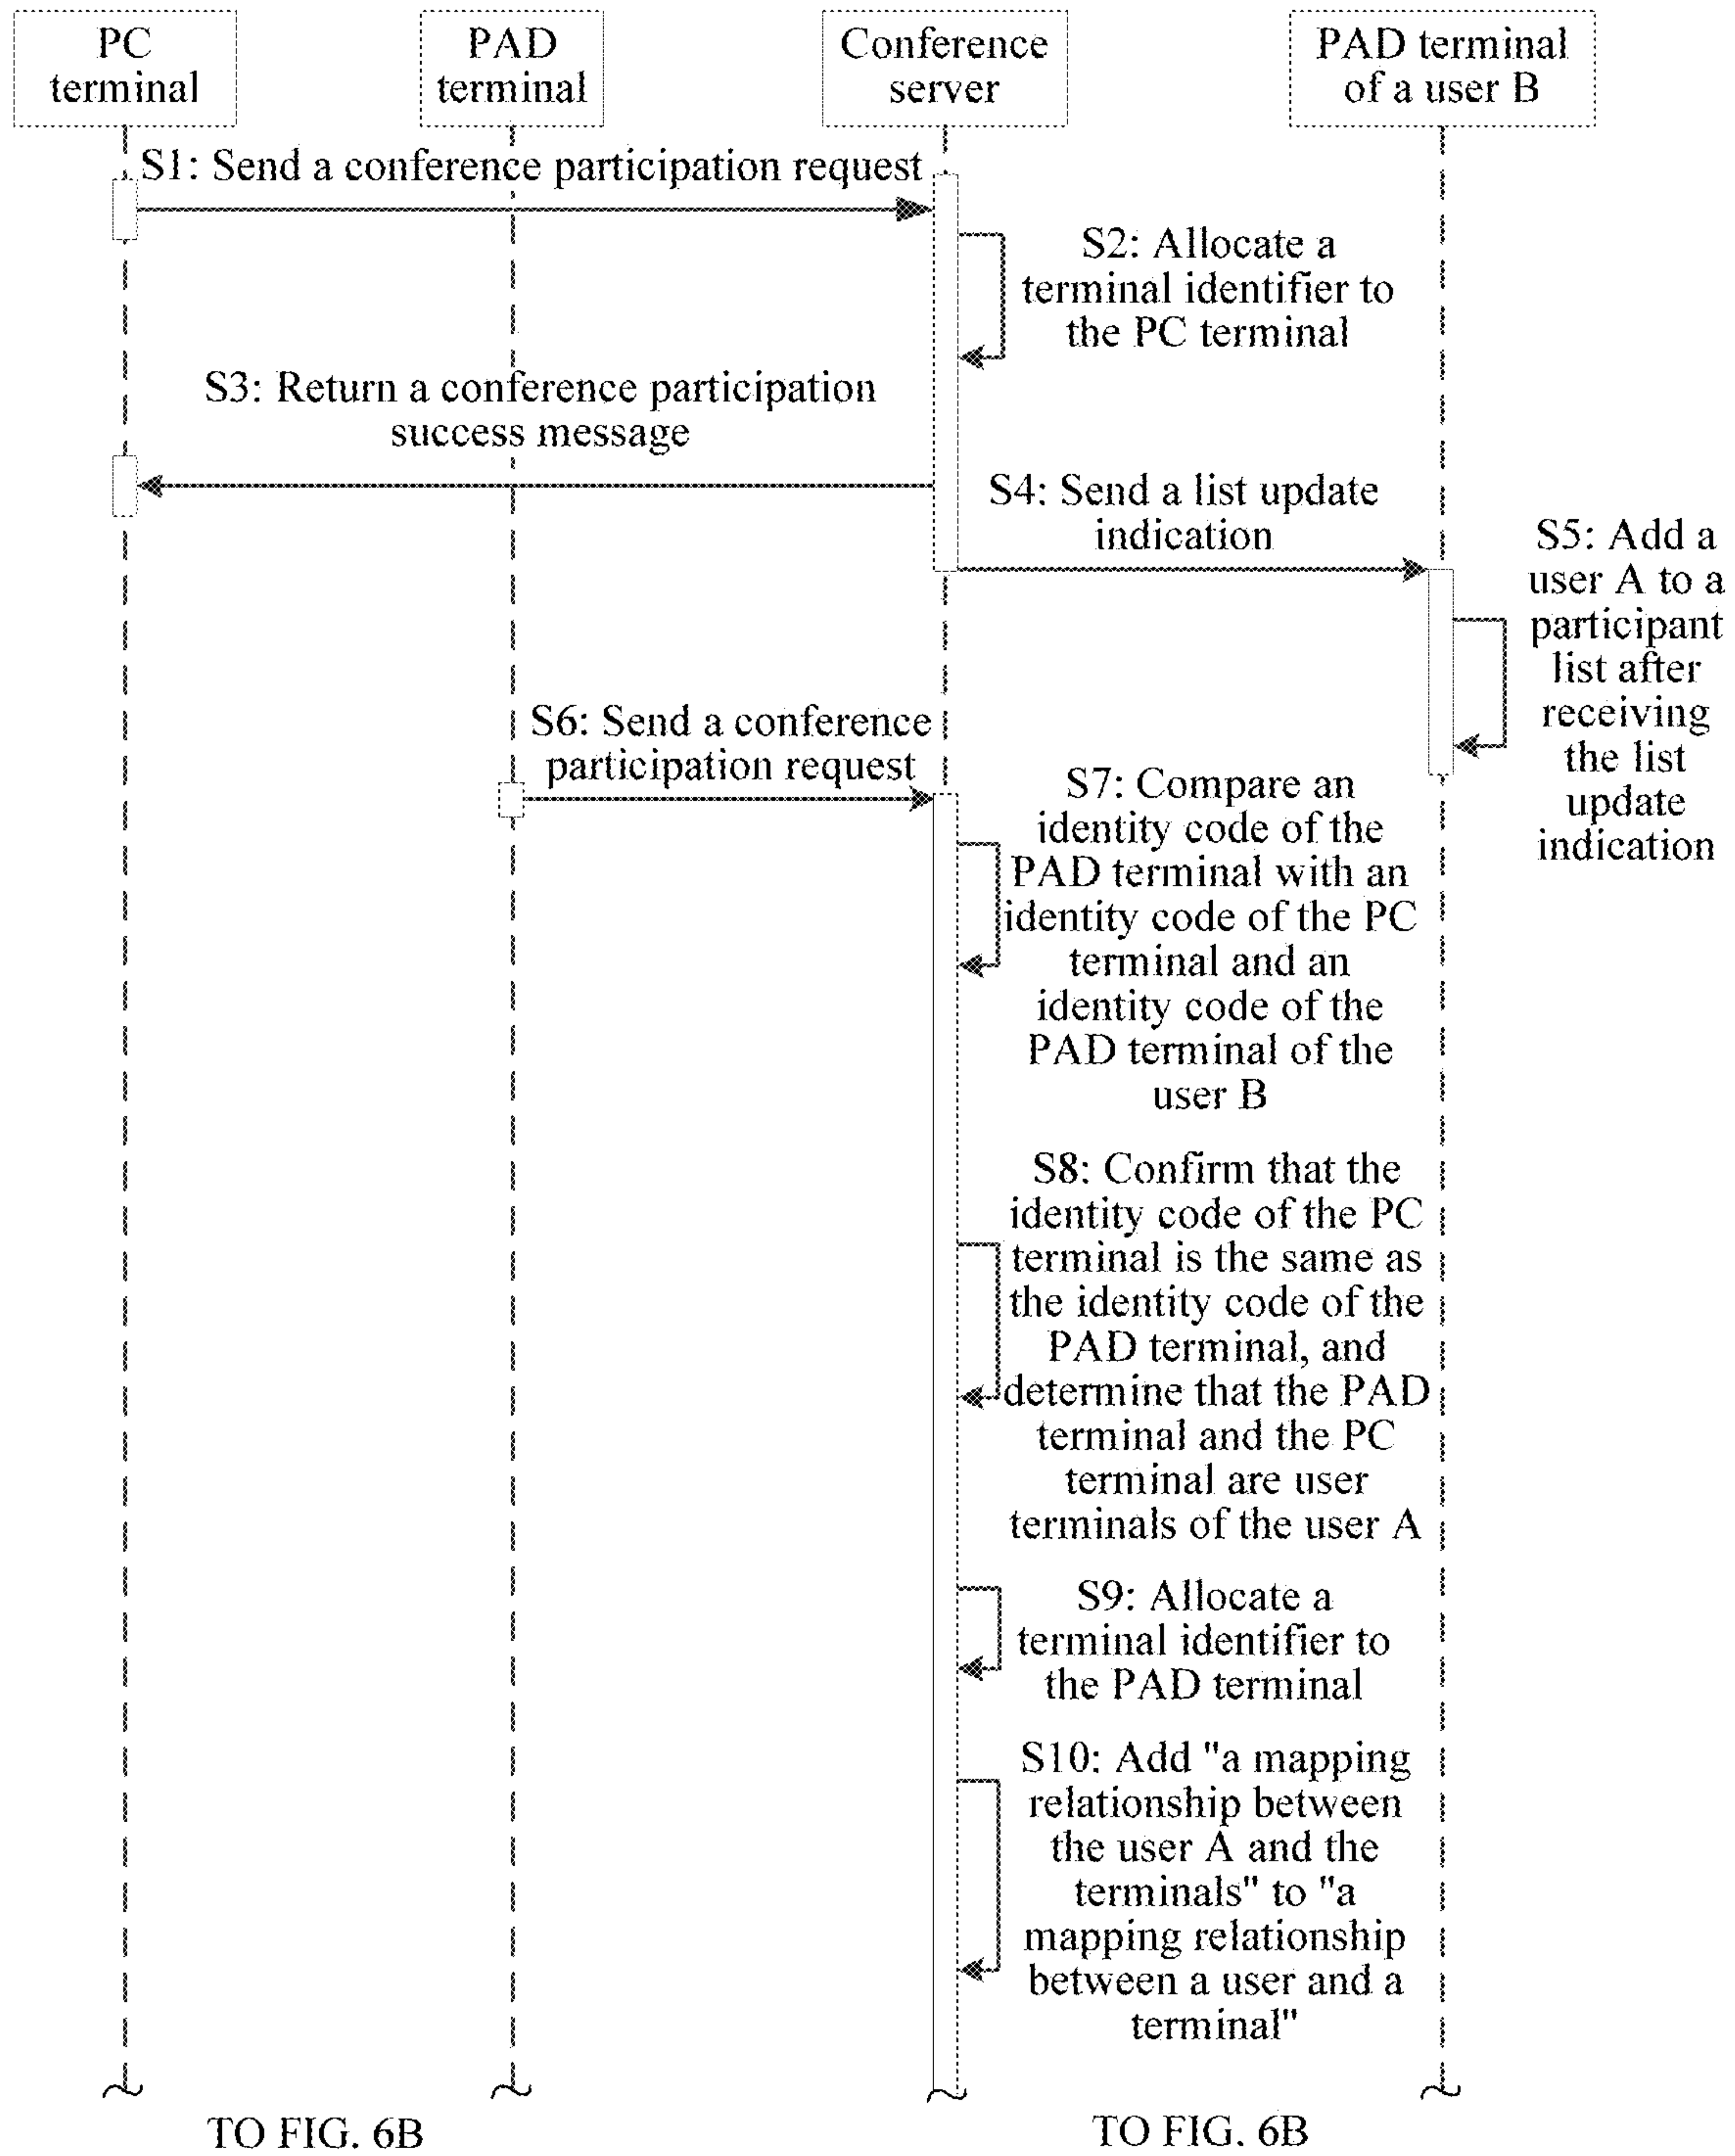 PC
terminal
PAD
terminal
Conference
server
PAD terminal
of a user B
S1: Send a conference participation request
S2: Allocate a
terminal identifier to
the PC terminal
S3: Return a conference participation
success message
S4: Send a list update
indication
S5: Add a
user A to a
participant
list after
receiving
the list
update
indication
S6: Send a conference
participation request
S7: Compare an
identity code of the
PAD terminal with an
identity code of the PC
terminal and an
identity code of the
PAD terminal of the
user B
S8: Confirm that the
identity code of the PC
terminal is the same as
the identity code of the
PAD terminal, and
determine that the PAD
terminal and the PC
terminal are user
terminals of the user A
S9: Allocate a
terminal identifier to
the PAD terminal
S10: Add "a mapping
relationship between
the user A and the
terminals" to "a
mapping relationship
between a user and a
terminal"
TO FIG. 6B
TO FIG. 6B